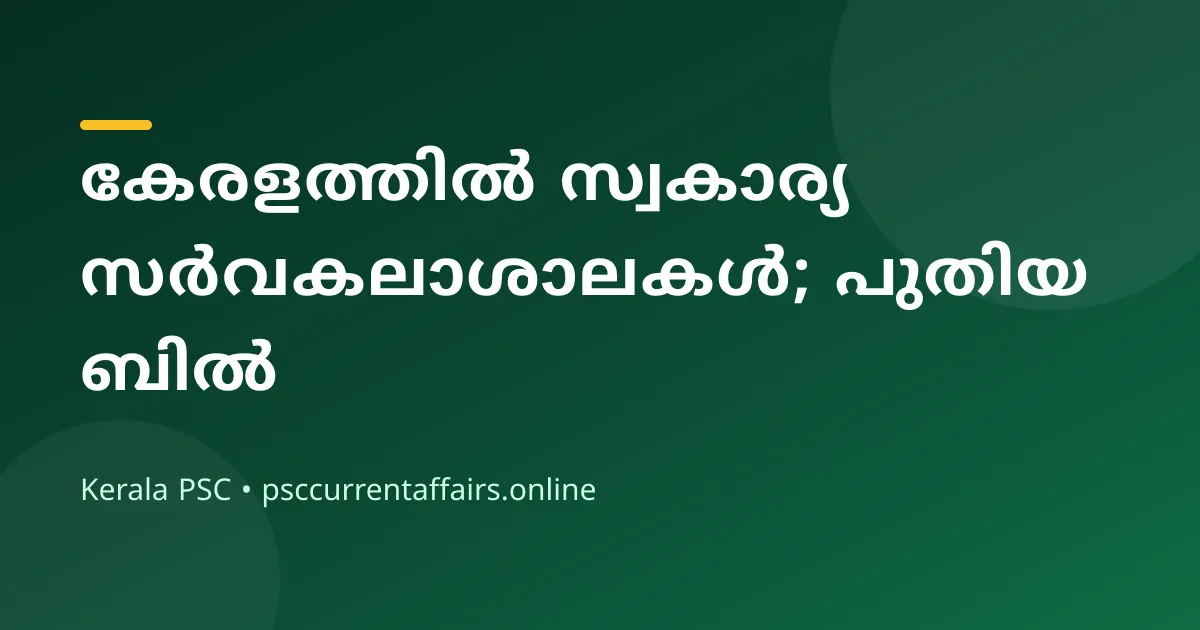 കേരളത്തിൽ സ്വകാര്യ
സർവകലാശാലകൾ; പുതിയ
ബിൽ
Kerala PSC • psccurrentaffairs.online